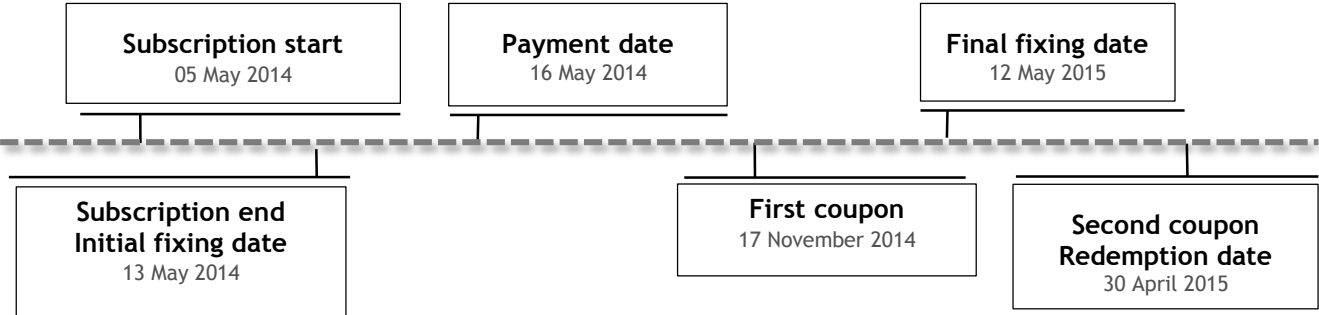 Subscription start
05 May 2014
Payment date
16 May 2014
Final fixing date
12 May 2015
Subscription end
Initial fixing date
13 May 2014
First coupon
17 November 2014
Second coupon
Redemption date
30 April 2015